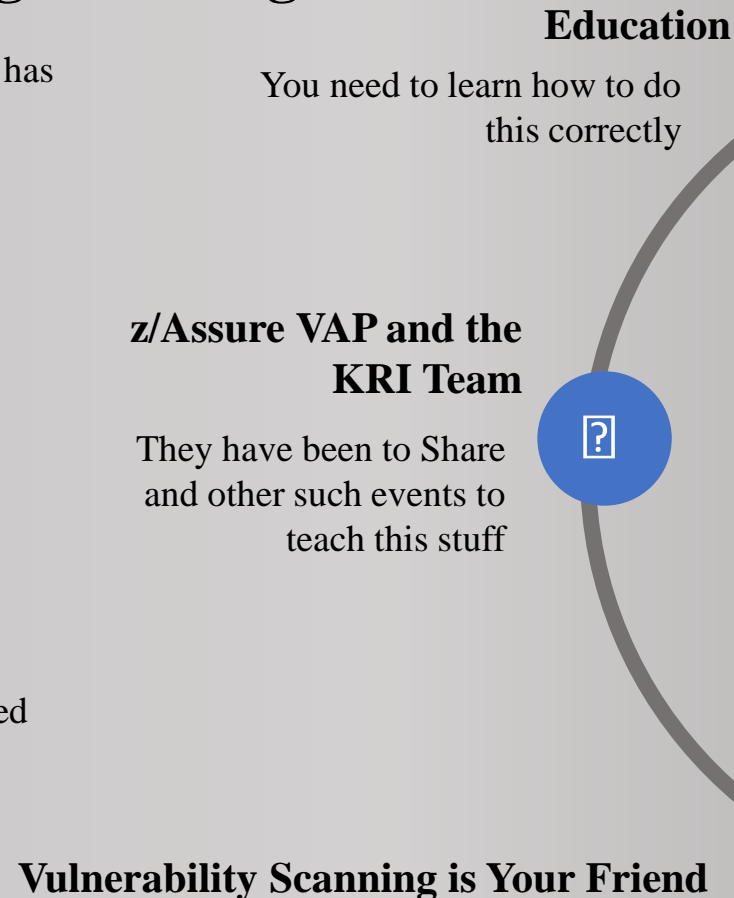 Education
has
You need to learn how to do
this correctly
z/Assure VAP and the
KRI Team
They have been to Share
and other such events to
teach this stuff
Vulnerability Scanning is Your Friend